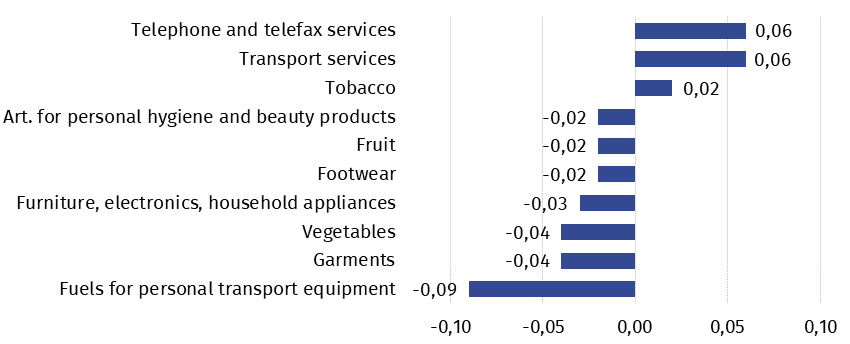 Telephone and telefax services 0,06
Transport services 0,06
Tobacco 0,02
Art. for personal hygiene and beauty products -0,02
Fruit -0,02
Footwear -0,02
Furniture, electronics, household appliances -0,03
Vegetables -0,04
Garments -0,04
Fuels for personal transport equipment -0,09
-0,10 -0,05 0,00 0,05 0,10